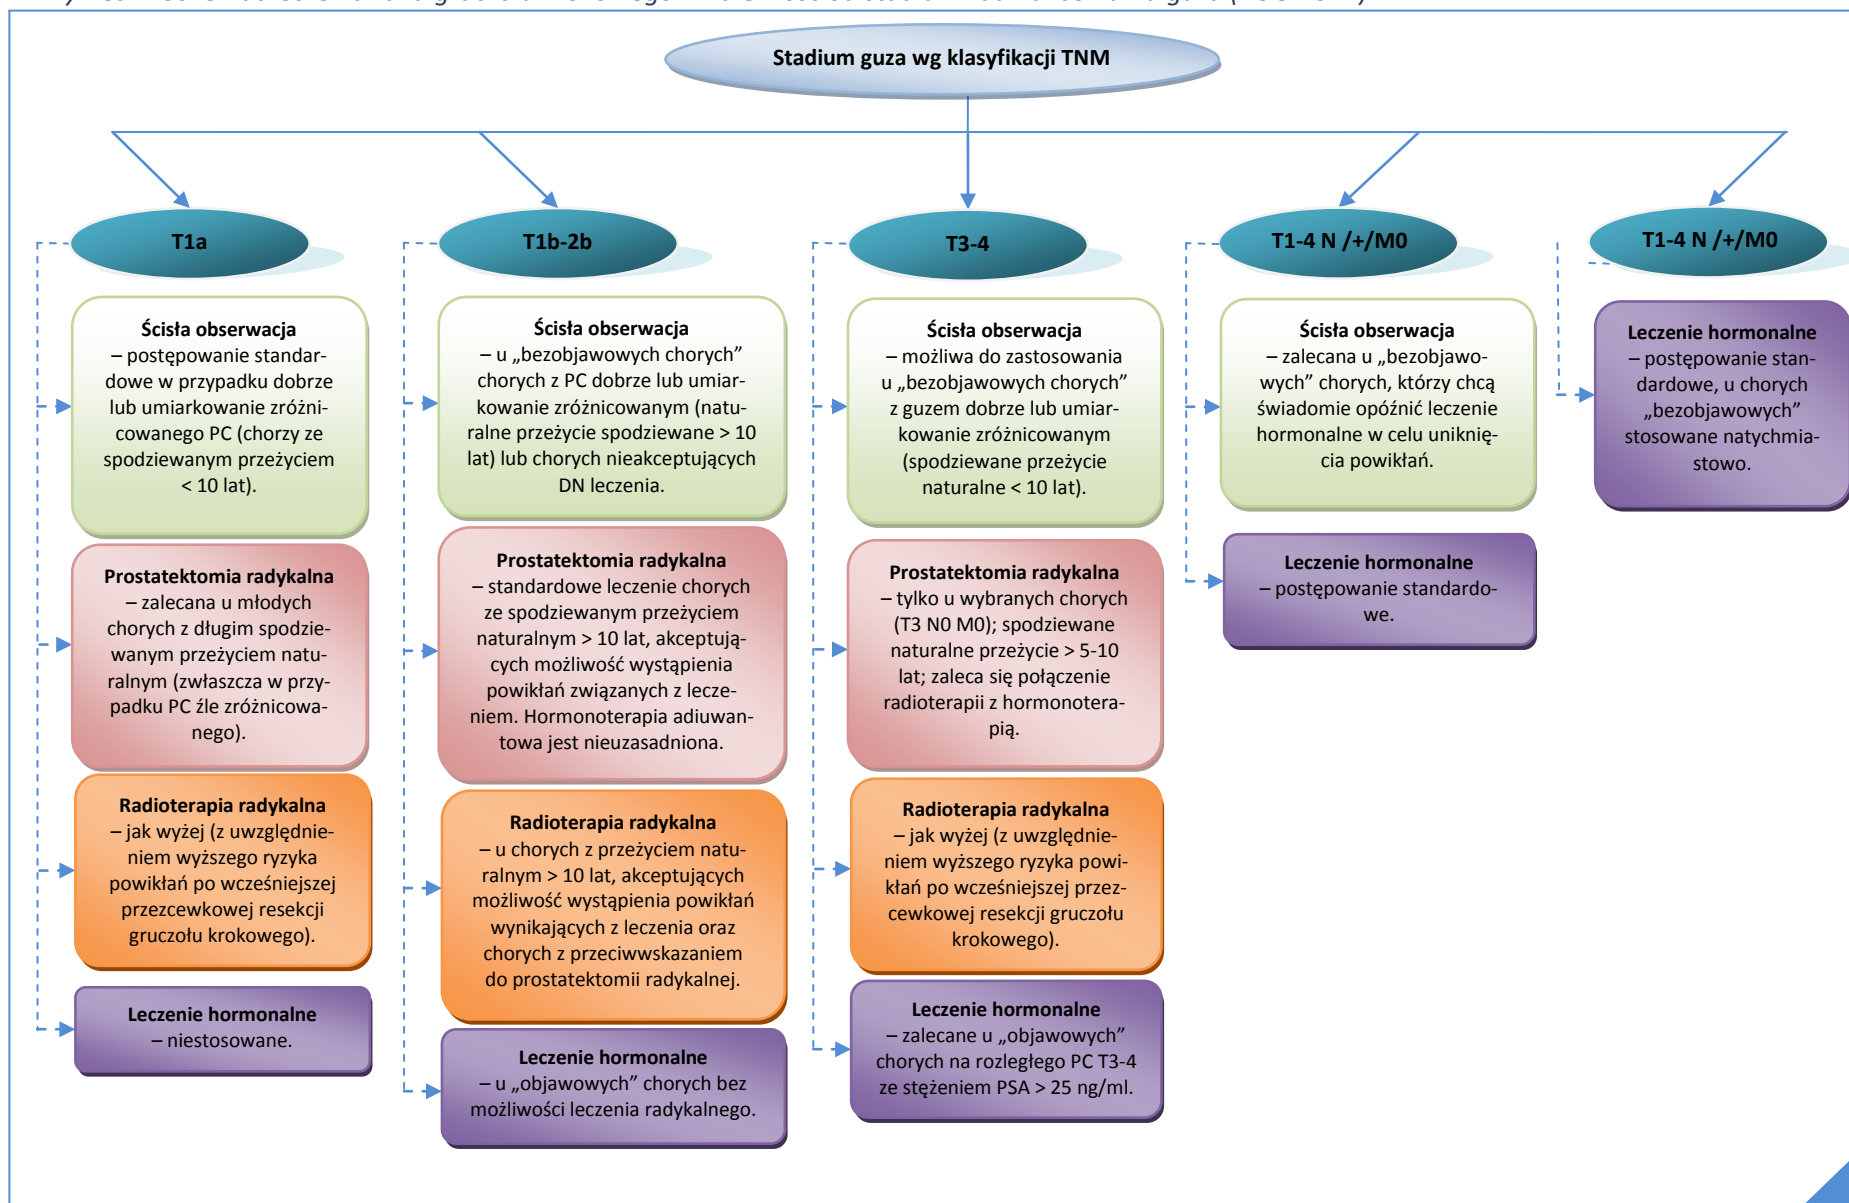 Stadium guza wg klasyfikacji TNM
T1a
Ścisła obserwacja
– postępowanie standar-
dowe w przypadku dobrze
lub umiarkowanie zróżni-
cowanego PC (chorzy ze
spodziewanym przeżyciem
< 10 lat).
Prostatektomia radykalna
– zalecana u młodych
chorych z długim spodzie-
wanym przeżyciem natu-
ralnym (zwłaszcza w przy-
padku PC źle zróżnicowa-
nego).
Radioterapia radykalna
– jak wyżej (z uwzględnie-
niem wyższego ryzyka
powikłań po wcześniejszej
przezcewkowej resekcji
gruczołu krokowego).
Leczenie hormonalne
– niestosowane.
T1b-2b
Ścisła obserwacja
– u „bezobjawowych chorych”
chorych z PC dobrze lub umiar-
kowanie zróżnicowanym (natu-
ralne przeżycie spodziewane > 10
lat) lub chorych nieakceptujących
DN leczenia.
Prostatektomia radykalna
– standardowe leczenie chorych
ze spodziewanym przeżyciem
naturalnym > 10 lat, akceptują-
cych możliwość wystąpienia
powikłań związanych z lecze-
niem. Hormonoterapia adiuwan-
towa jest nieuzasadniona.
Radioterapia radykalna
– u chorych z przeżyciem natu-
ralnym > 10 lat, akceptujących
możliwość wystąpienia powikłań
wynikających z leczenia oraz
chorych z przeciwwskazaniem
do prostatektomii radykalnej.
Leczenie hormonalne
– u „objawowych” chorych bez
możliwości leczenia radykalnego.
T3-4
Ścisła obserwacja
– możliwa do zastosowania
u „bezobjawowych chorych”
z guzem dobrze lub umiar-
kowanie zróżnicowanym
(spodziewane przeżycie
naturalne < 10 lat).
Prostatektomia radykalna
– tylko u wybranych chorych
(T3 N0 M0); spodziewane
naturalne przeżycie > 5-10
lat; zaleca się połączenie
radioterapii z hormonotera-
pią.
Radioterapia radykalna
– jak wyżej (z uwzględnie-
niem wyższego ryzyka powi-
kłań po wcześniejszej przez-
cewkowej resekcji gruczołu
krokowego).
Leczenie hormonalne
– zalecane u „objawowych”
chorych na rozległego PC T3-4
ze stężeniem PSA > 25 ng/ml.
T1-4 N /+/M0
Ścisła obserwacja
– zalecana u „bezobjawo-
wych” chorych, którzy chcą
świadomie opóźnić leczenie
hormonalne w celu uniknię-
cia powikłań.
Leczenie hormonalne
– postępowanie standardo-
we.
T1-4 N /+/M0
Leczenie hormonalne
– postępowanie stan-
dardowe, u chorych
„bezobjawowych”
stosowane natychmia-
stowo.